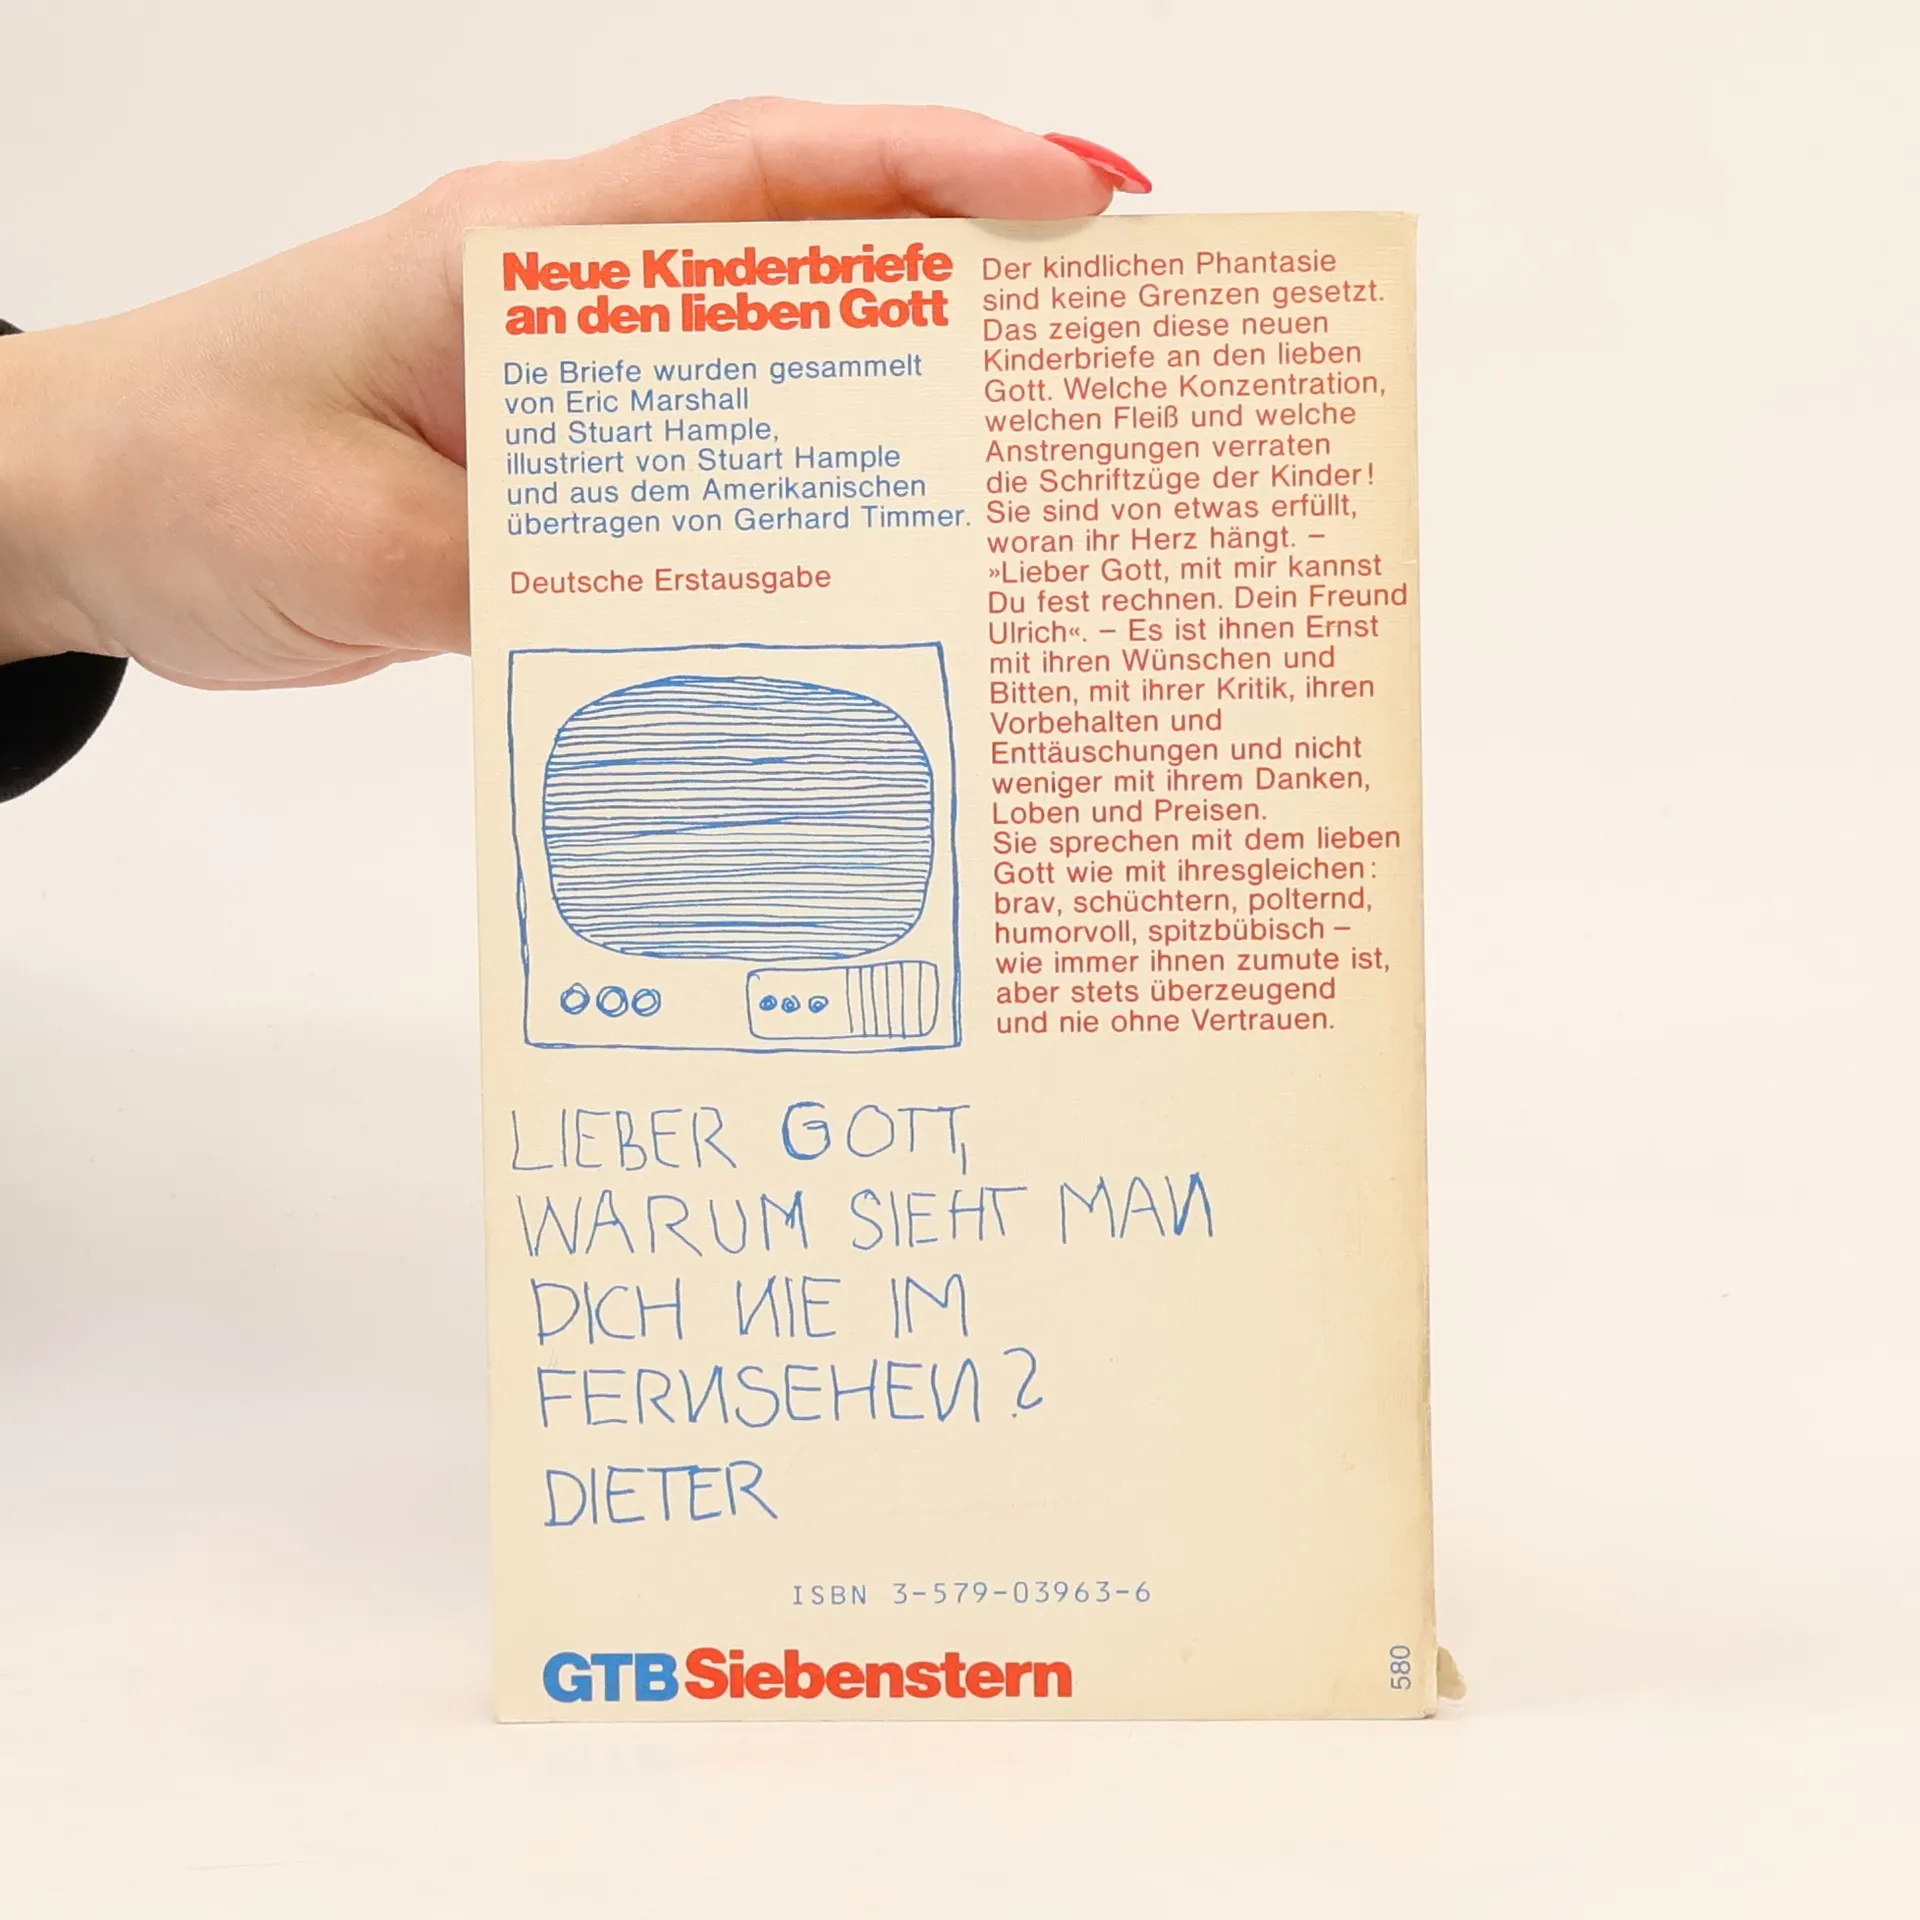 Neue Kinderbriefe
an den lieben Gott
Die Briefe wurden gesammelt
von Eric Marshall
und Stuart Hample,
illustriert von Stuart Hample
und aus dem Amerikanischen
übertragen von Gerhard Timmer.
Deutsche Erstausgabe
Der kindlichen Phantasie
sind keine Grenzen gesetzt.
Das zeigen diese neuen
Kinderbriefe an den lieben
Gott. Welche Konzentration,
welchen Fleiß und welche
Anstrengungen verraten
die Schriftzüge der Kinder!
Sie sind von etwas erfüllt,
woran ihr Herz hängt. –
»Lieber Gott, mit mir kannst
Du fest rechnen. Dein Freund
Ulrich«. – Es ist ihnen Ernst
mit ihren Wünschen und
Bitten, mit ihrer Kritik, ihren
Vorbehalten und
Enttäuschungen und nicht
weniger mit ihrem Danken,
Loben und Preisen.
Sie sprechen mit dem lieben
Gott wie mit ihresgleichen:
brav, schüchtern, polternd,
humorvoll, spitzbübisch –
wie immer ihnen zumute ist,
aber stets überzeugend
und nie ohne Vertrauen.
LIEBER GOTT,
WARUM SIEHT MAN
DICH NIE IM
FERNSEHEN?
DIETER
ISBN 3-579-03963-6
GTB Siebenstern
580